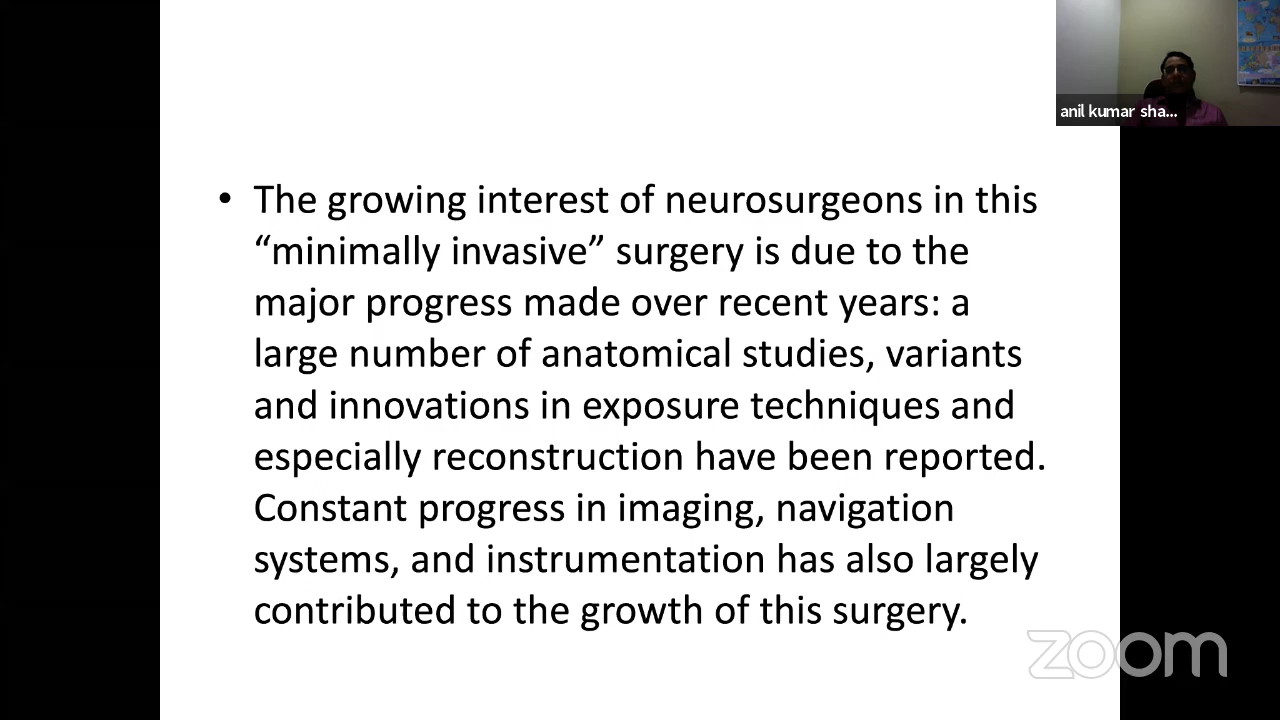 anil kumar sha...
• The growing interest of neurosurgeons in this
“minimally invasive” surgery is due to the
major progress made over recent years: a
large number of anatomical studies, variants
and innovations in exposure techniques and
especially reconstruction have been reported.
Constant progress in imaging, navigation
systems, and instrumentation has also largely
contributed to the growth of this surgery.
zoom